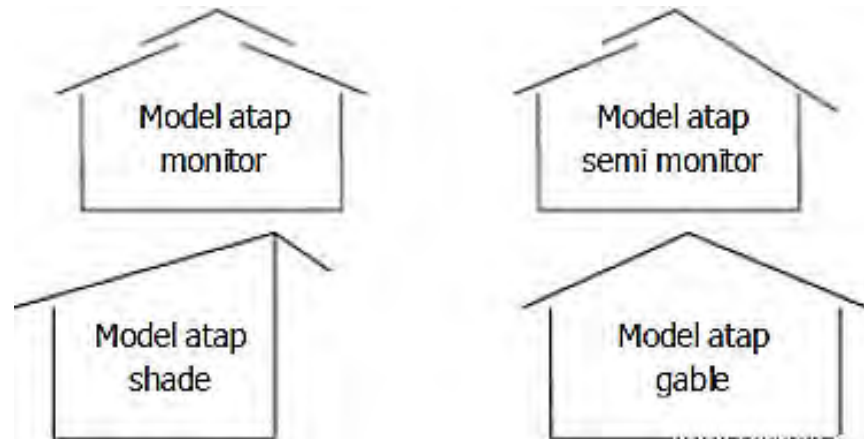 Model atap
monitor
Model atap
semi monitor
Model atap
shade
Model atap
gable